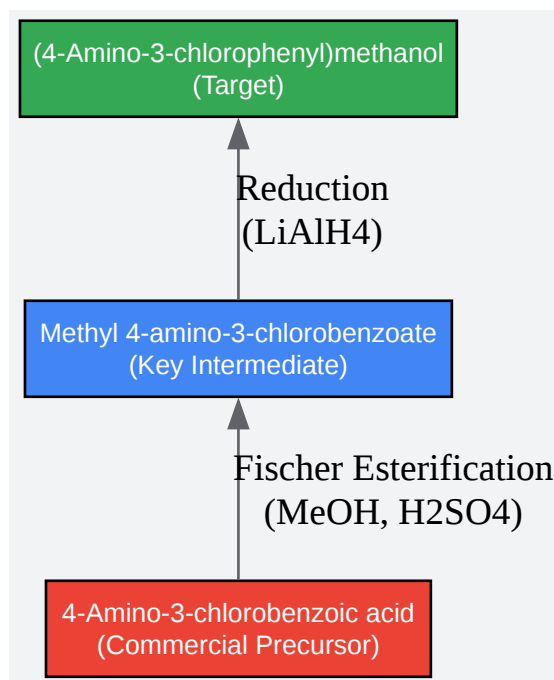 (4-Amino-3-chlorophenyl)methanol
(Target)
Reduction
(LiAlH4)
Methyl 4-amino-3-chlorobenzoate
(Key Intermediate)
Fischer Esterification
(MeOH, H2SO4)
4-Amino-3-chlorobenzoic acid
(Commercial Precursor)